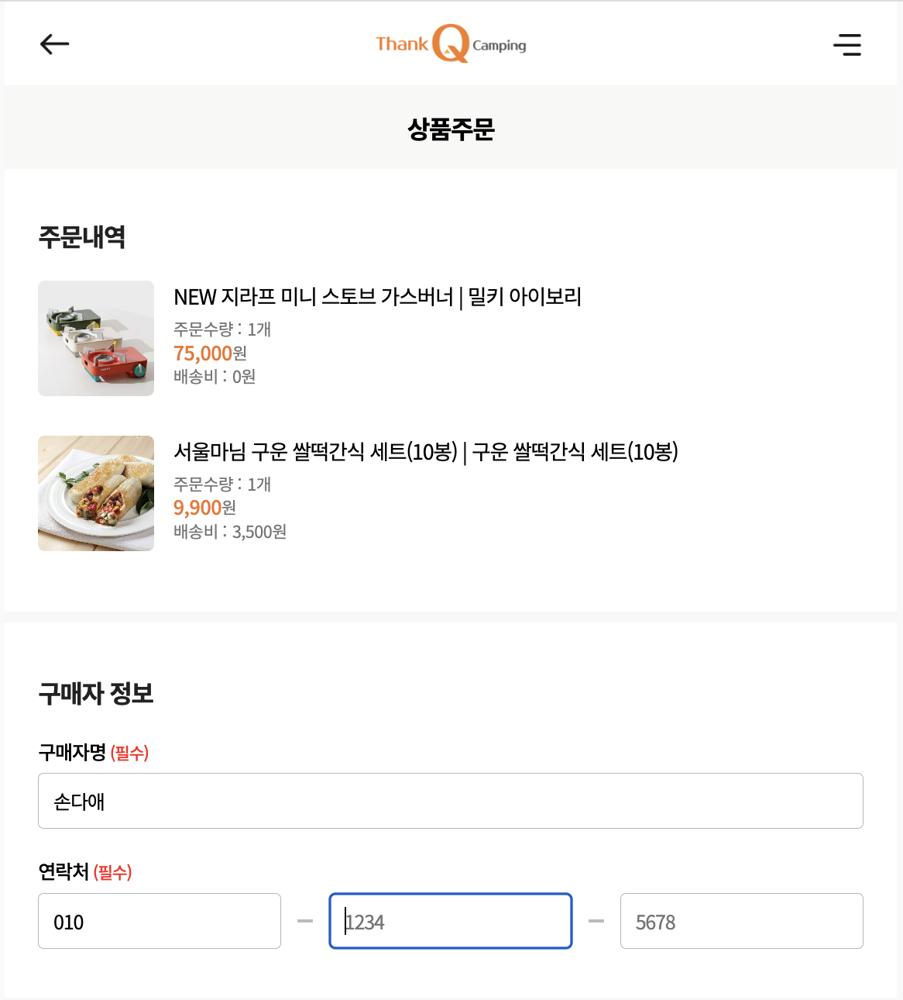 Thank Q Camping
상품주문
주문내역
NEW 지라프 미니 스토브 가스버너 | 밀키 아이보리
주문수량 : 1개
75,000원
배송비 : 0원
서울마님 구운 쌀떡간식 세트(10봉) | 구운 쌀떡간식 세트(10봉)
주문수량 : 1개
9,900원
배송비 : 3,500원
구매자 정보
구매자명 (필수)
손다애
연락처 (필수)
010 – 1234 – 5678